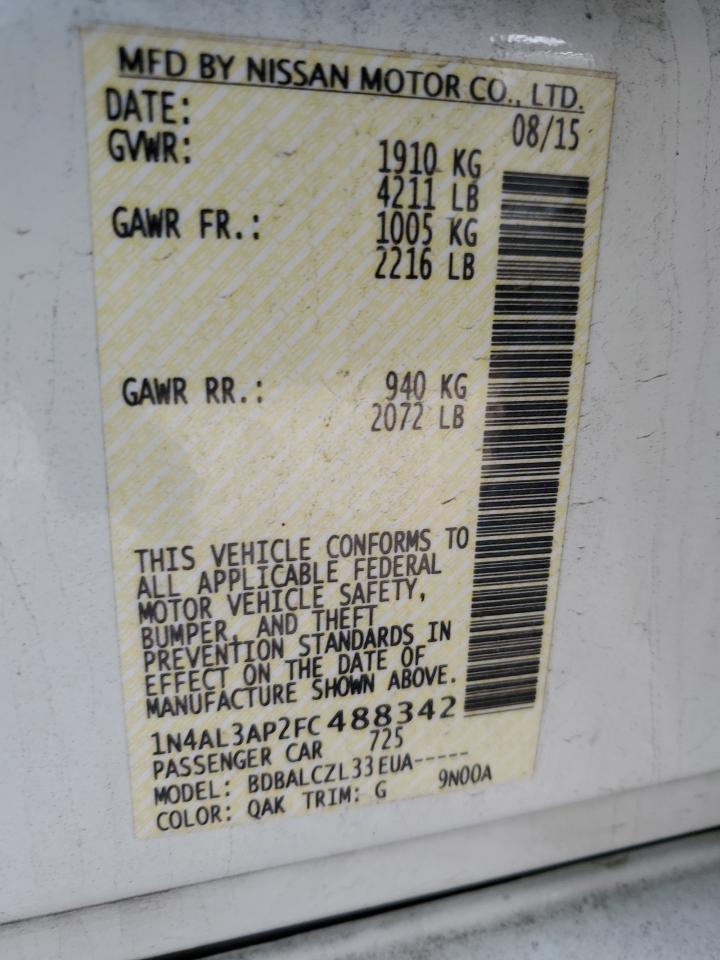 MFD BY NISSAN MOTOR CO., LTD.
DATE: 08/15
GVWR: 1910 KG
4211 LB
GAWR FR.: 1005 KG
2216 LB
GAWR RR.: 940 KG
2072 LB
THIS VEHICLE CONFORMS TO
ALL APPLICABLE FEDERAL
MOTOR VEHICLE SAFETY,
BUMPER, AND THEFT
PREVENTION STANDARDS IN
EFFECT ON THE DATE OF
MANUFACTURE SHOWN ABOVE.
1N4AL3AP2FC488342
PASSENGER CAR 725
MODEL: BDBALCZL33EUA-----
COLOR: QAK TRIM: G 9N00A